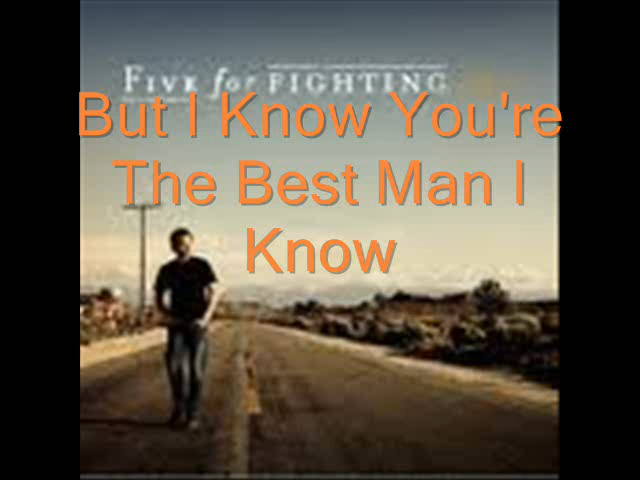 FIVE for FIGHTING
But I Know You're
The Best Man I
Know